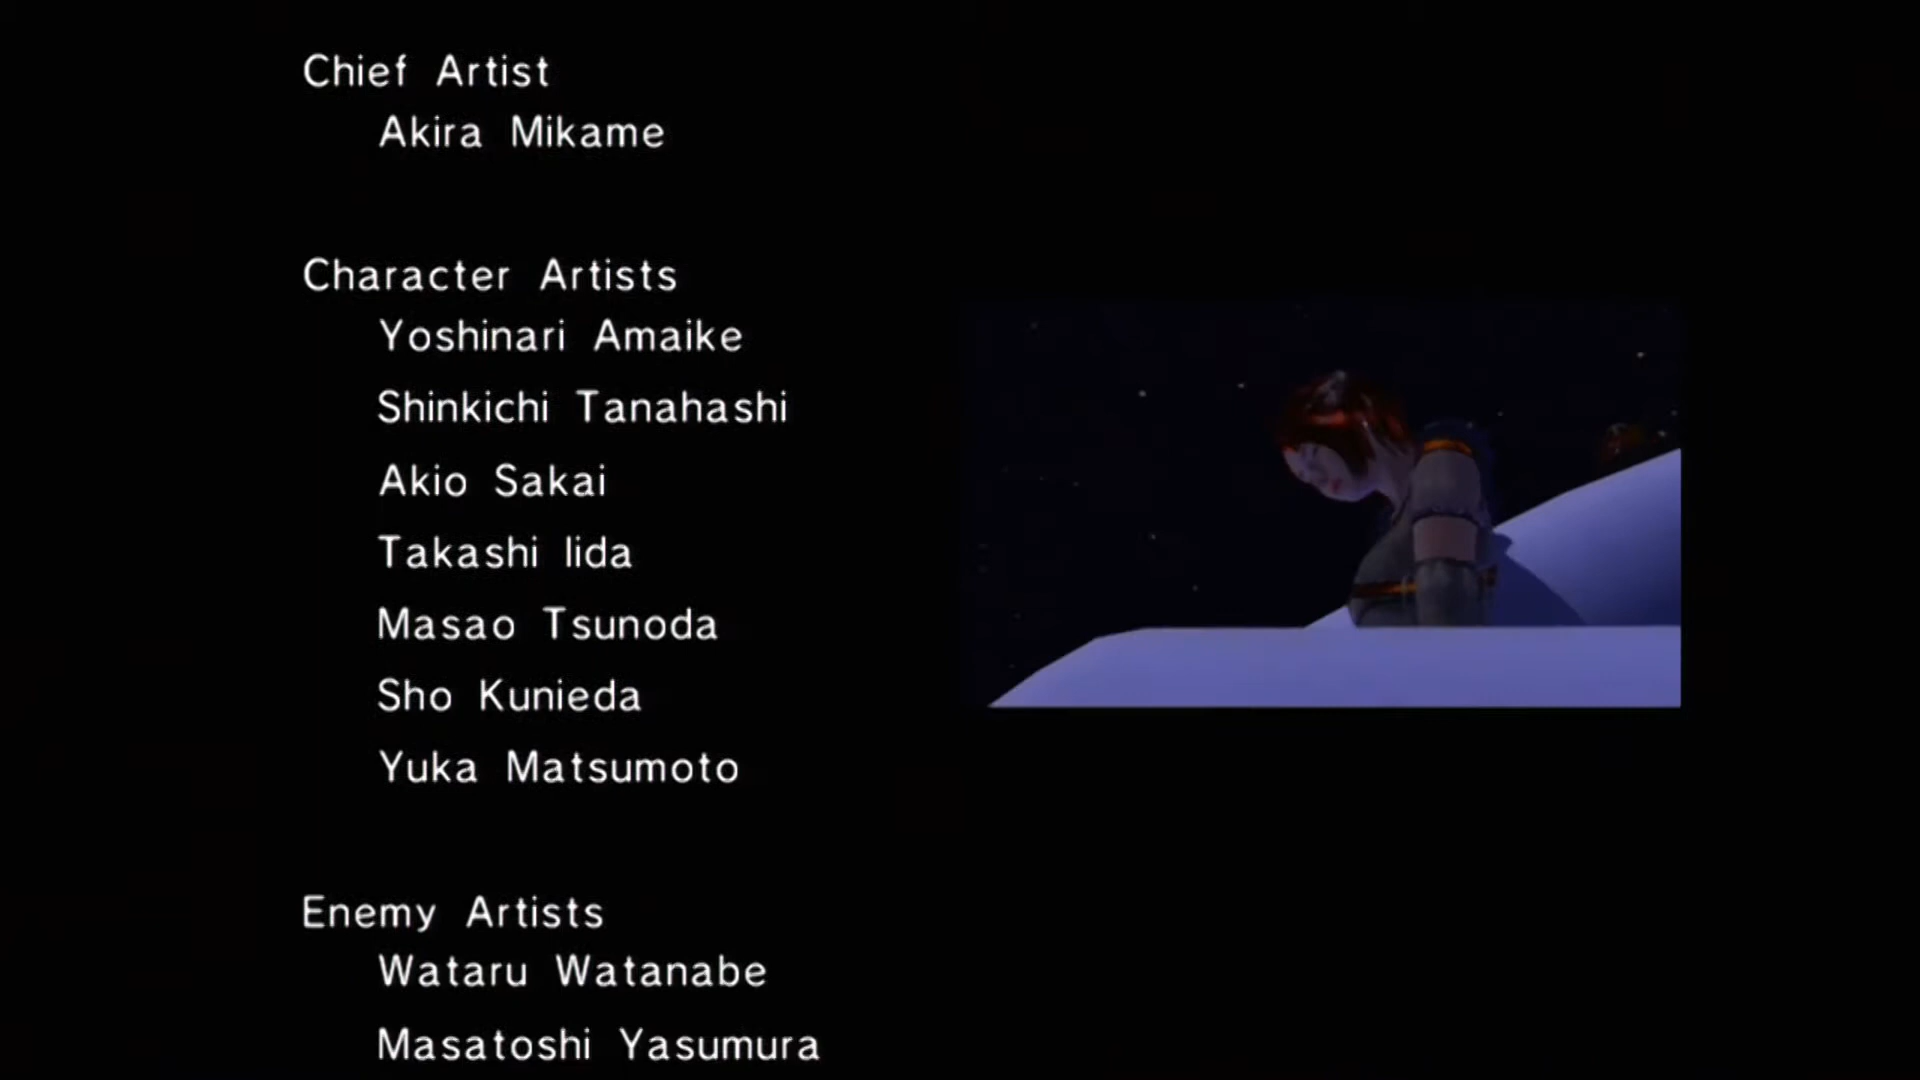 Chief Artist
Akira Mikame
Character Artists
Yoshinari Amaike
Shinkichi Tanahashi
Akio Sakai
Takashi Iida
Masao Tsunoda
Sho Kunieda
Yuka Matsumoto
Enemy Artists
Wataru Watanabe
Masatoshi Yasumura